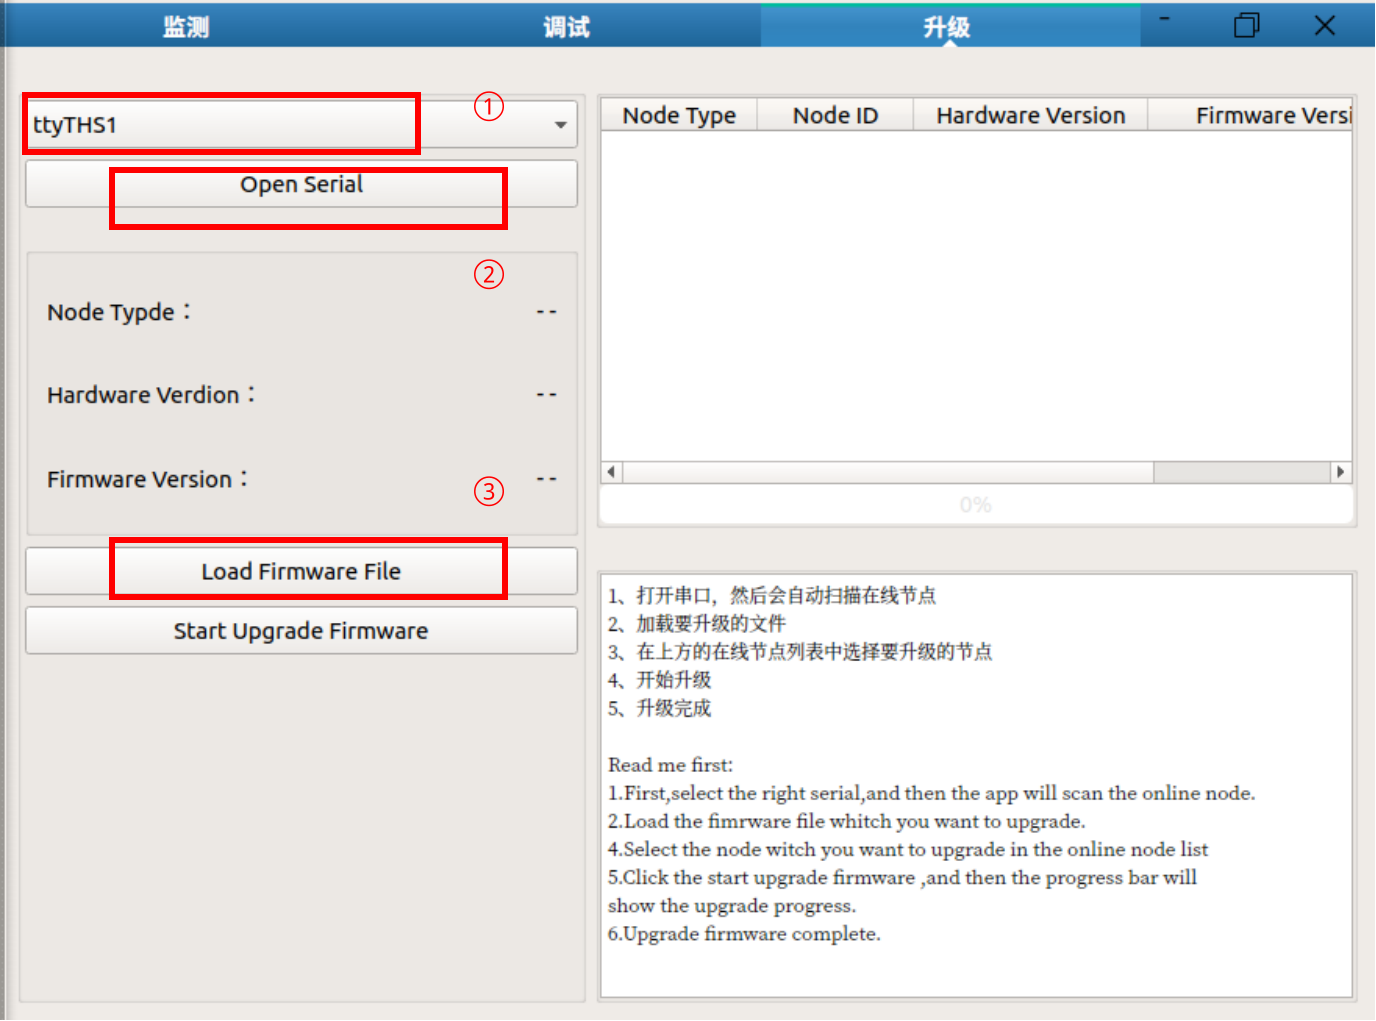 监测
调试
升级
ttyTHS1
①
Open Serial
②
Node Typde：
--
Hardware Verdion：
--
Firmware Version：
--
③
Load Firmware File
Start Upgrade Firmware
Node Type Node ID Hardware Version Firmware Versi
0%
1、打开串口，然后会自动扫描在线节点
2、加载要升级的文件
3、在上方的在线节点列表中选择要升级的节点
4、开始升级
5、升级完成
Read me first:
1.First,select the right serial,and then the app will scan the online node.
2.Load the fimrware file whitch you want to upgrade.
4.Select the node witch you want to upgrade in the online node list
5.Click the start upgrade firmware ,and then the progress bar will
show the upgrade progress.
6.Upgrade firmware complete.